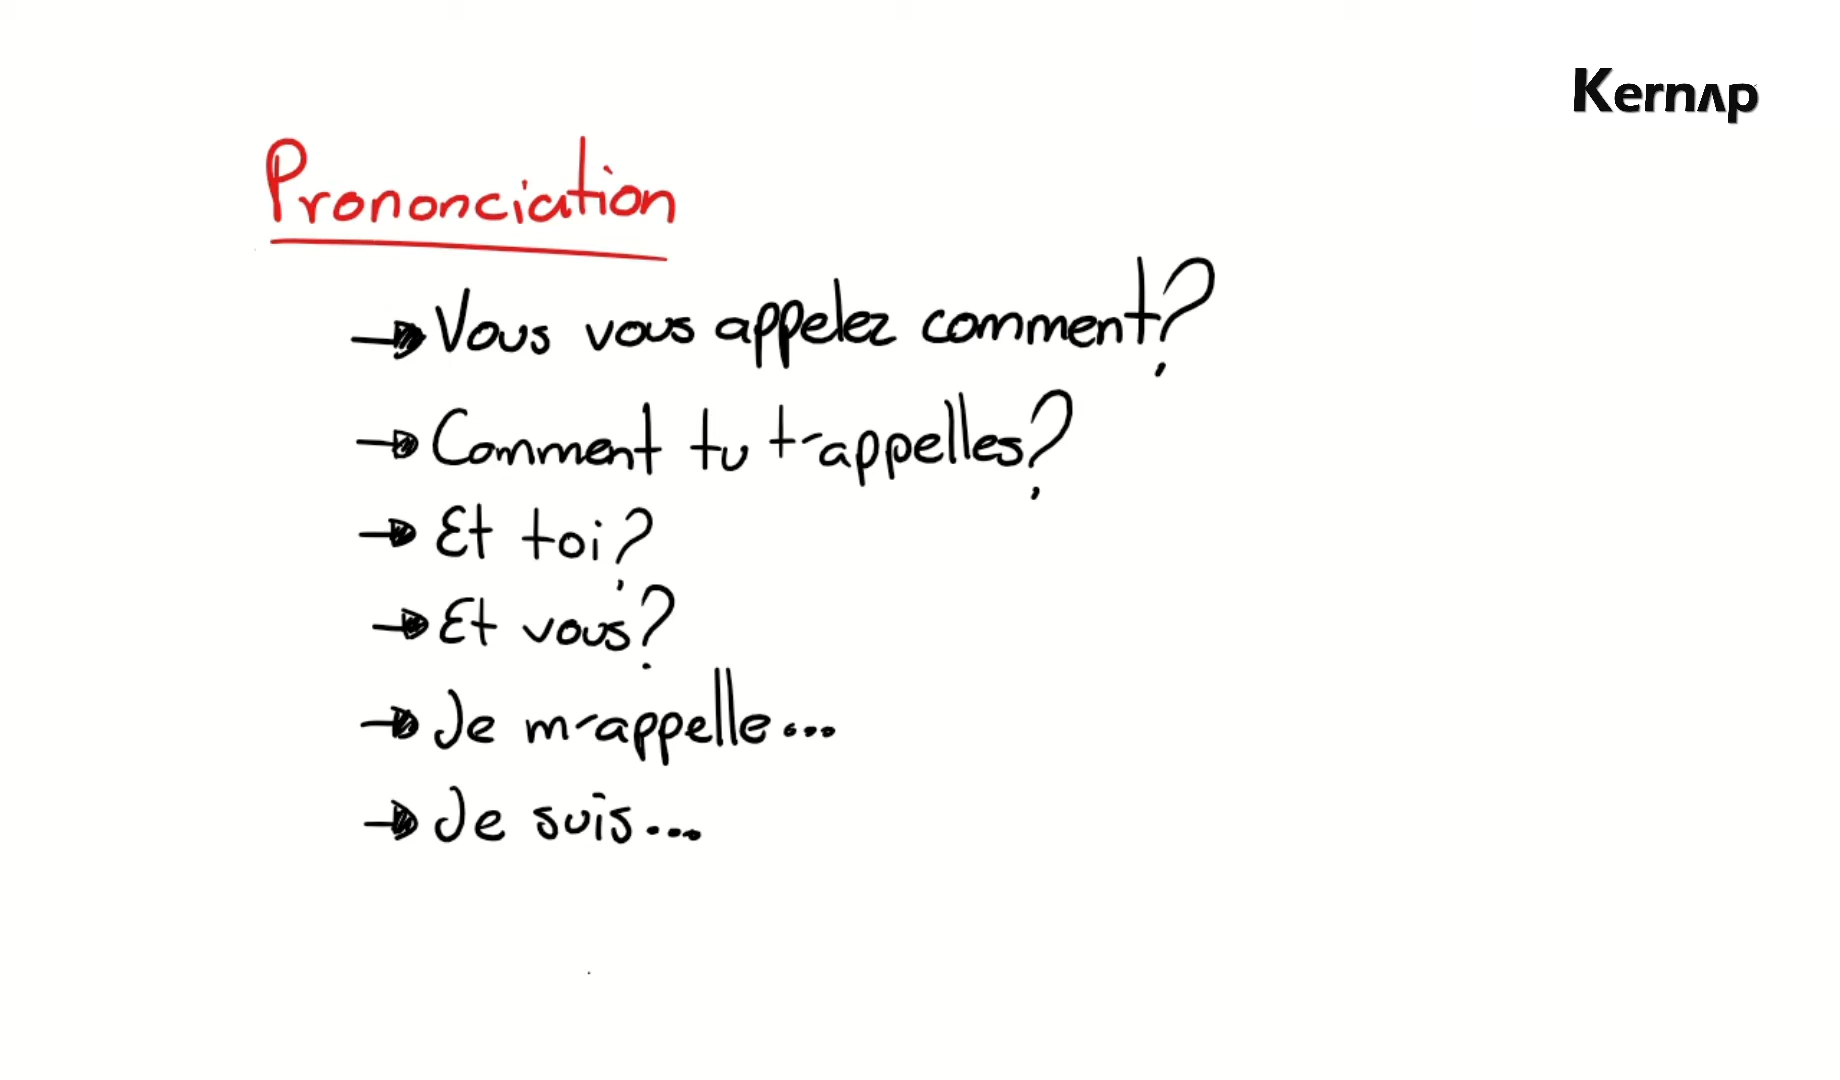 Kernap
Prononciation
→ Vous vous appelez comment?
→ Comment tu t'appelles?
→ Et toi?
→ Et vous?
→ Je m'appelle...
→ Je suis...